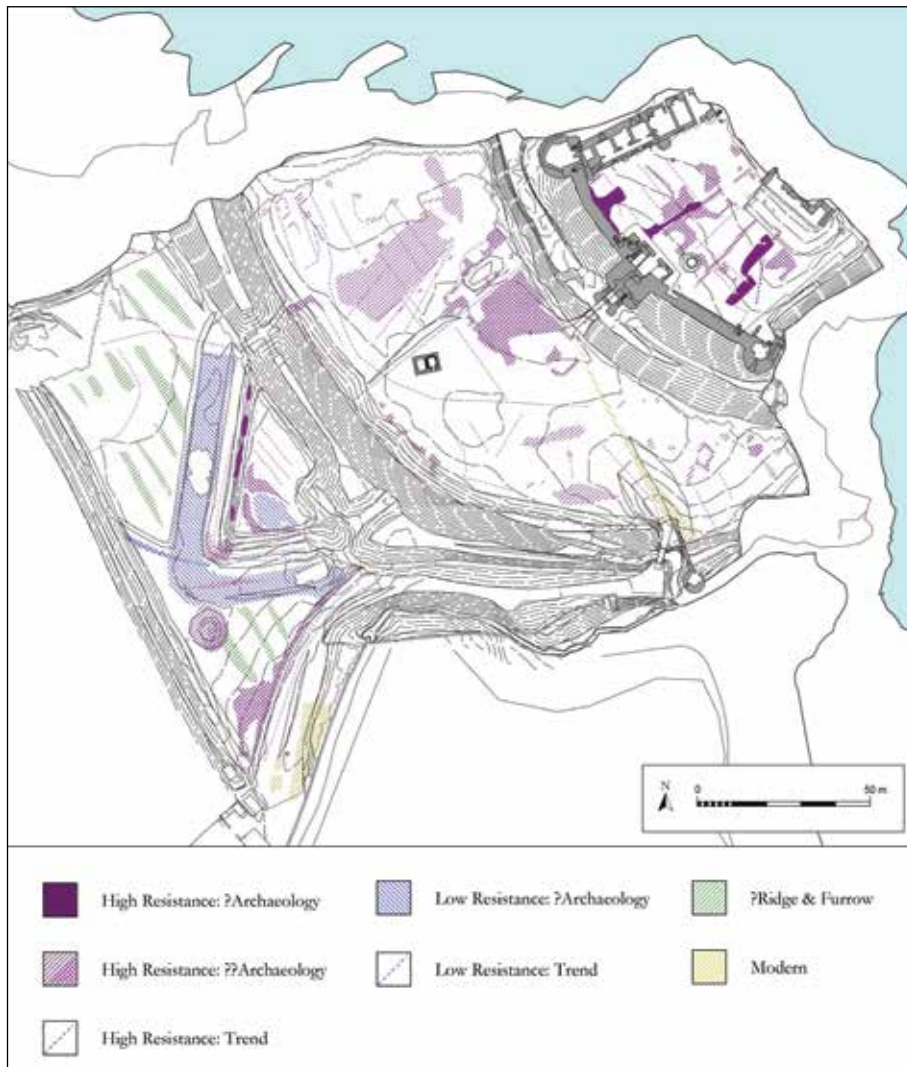 N
0
50 m
High Resistance: ?Archaeology
Low Resistance: ?Archaeology
?Ridge & Furrow
High Resistance: ??Archaeology
Low Resistance: Trend
Modern
High Resistance: Trend